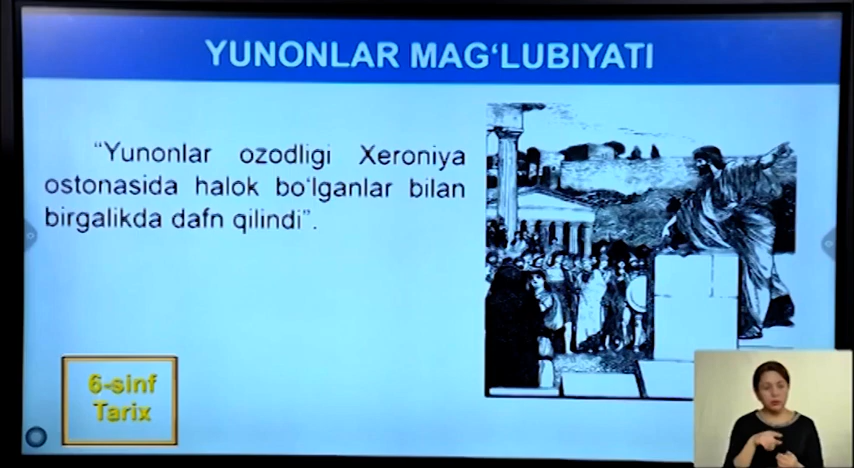 YUNONLAR MAG‘LUBIYATI
“Yunonlar ozodligi Xeroniya
ostonasida halok bo‘lganlar bilan
birgalikda dafn qilindi”.
6-sinf
Tarix